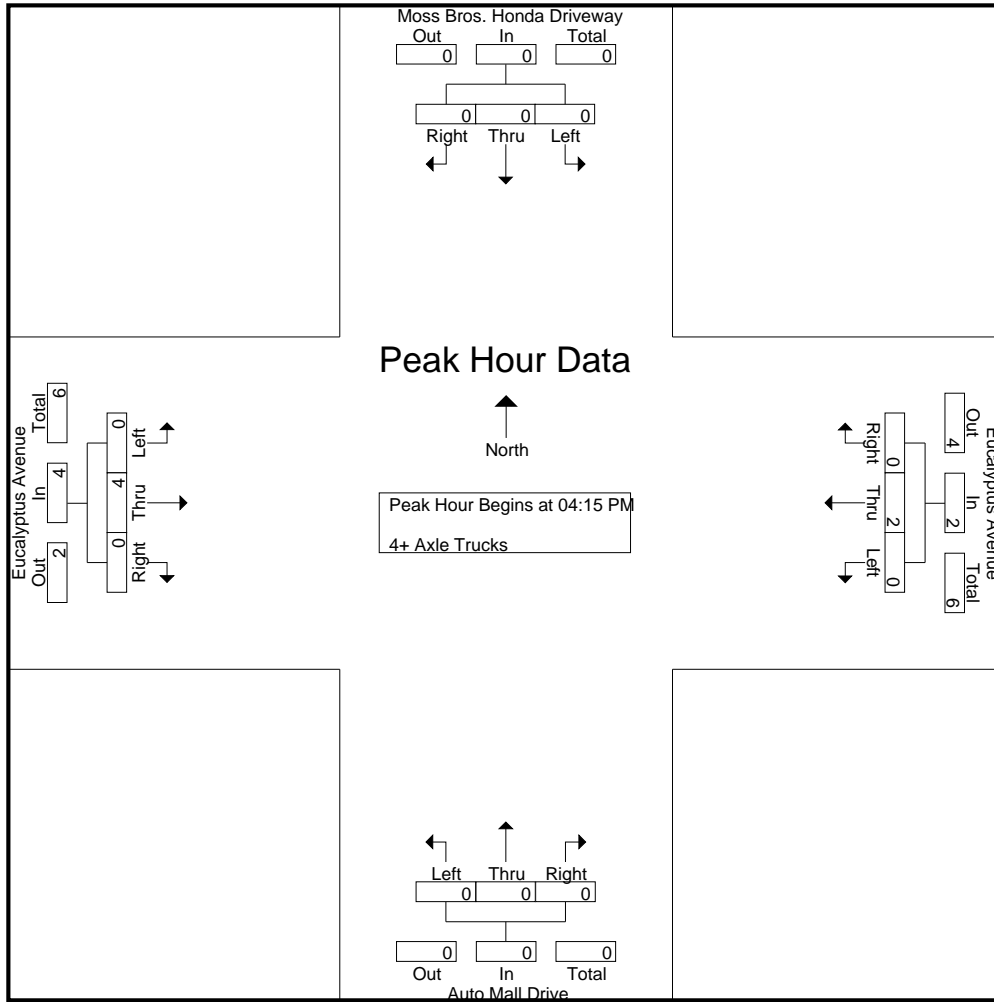 Moss Bros. Honda Driveway
Out In Total
0 0 0
0 0 0
Right Thru Left
Peak Hour Data
North
Peak Hour Begins at 04:15 PM
4+ Axle Trucks
Eucalyptus Avenue
Out In Total
2 4 6
0 4 0
Right Thru Left
Eucalyptus Avenue
Out In Total
4 2 6
0 2 0
Right Thru Left
Left Thru Right
0 0 0
0 0 0
Out In Total
Auto Mall Drive